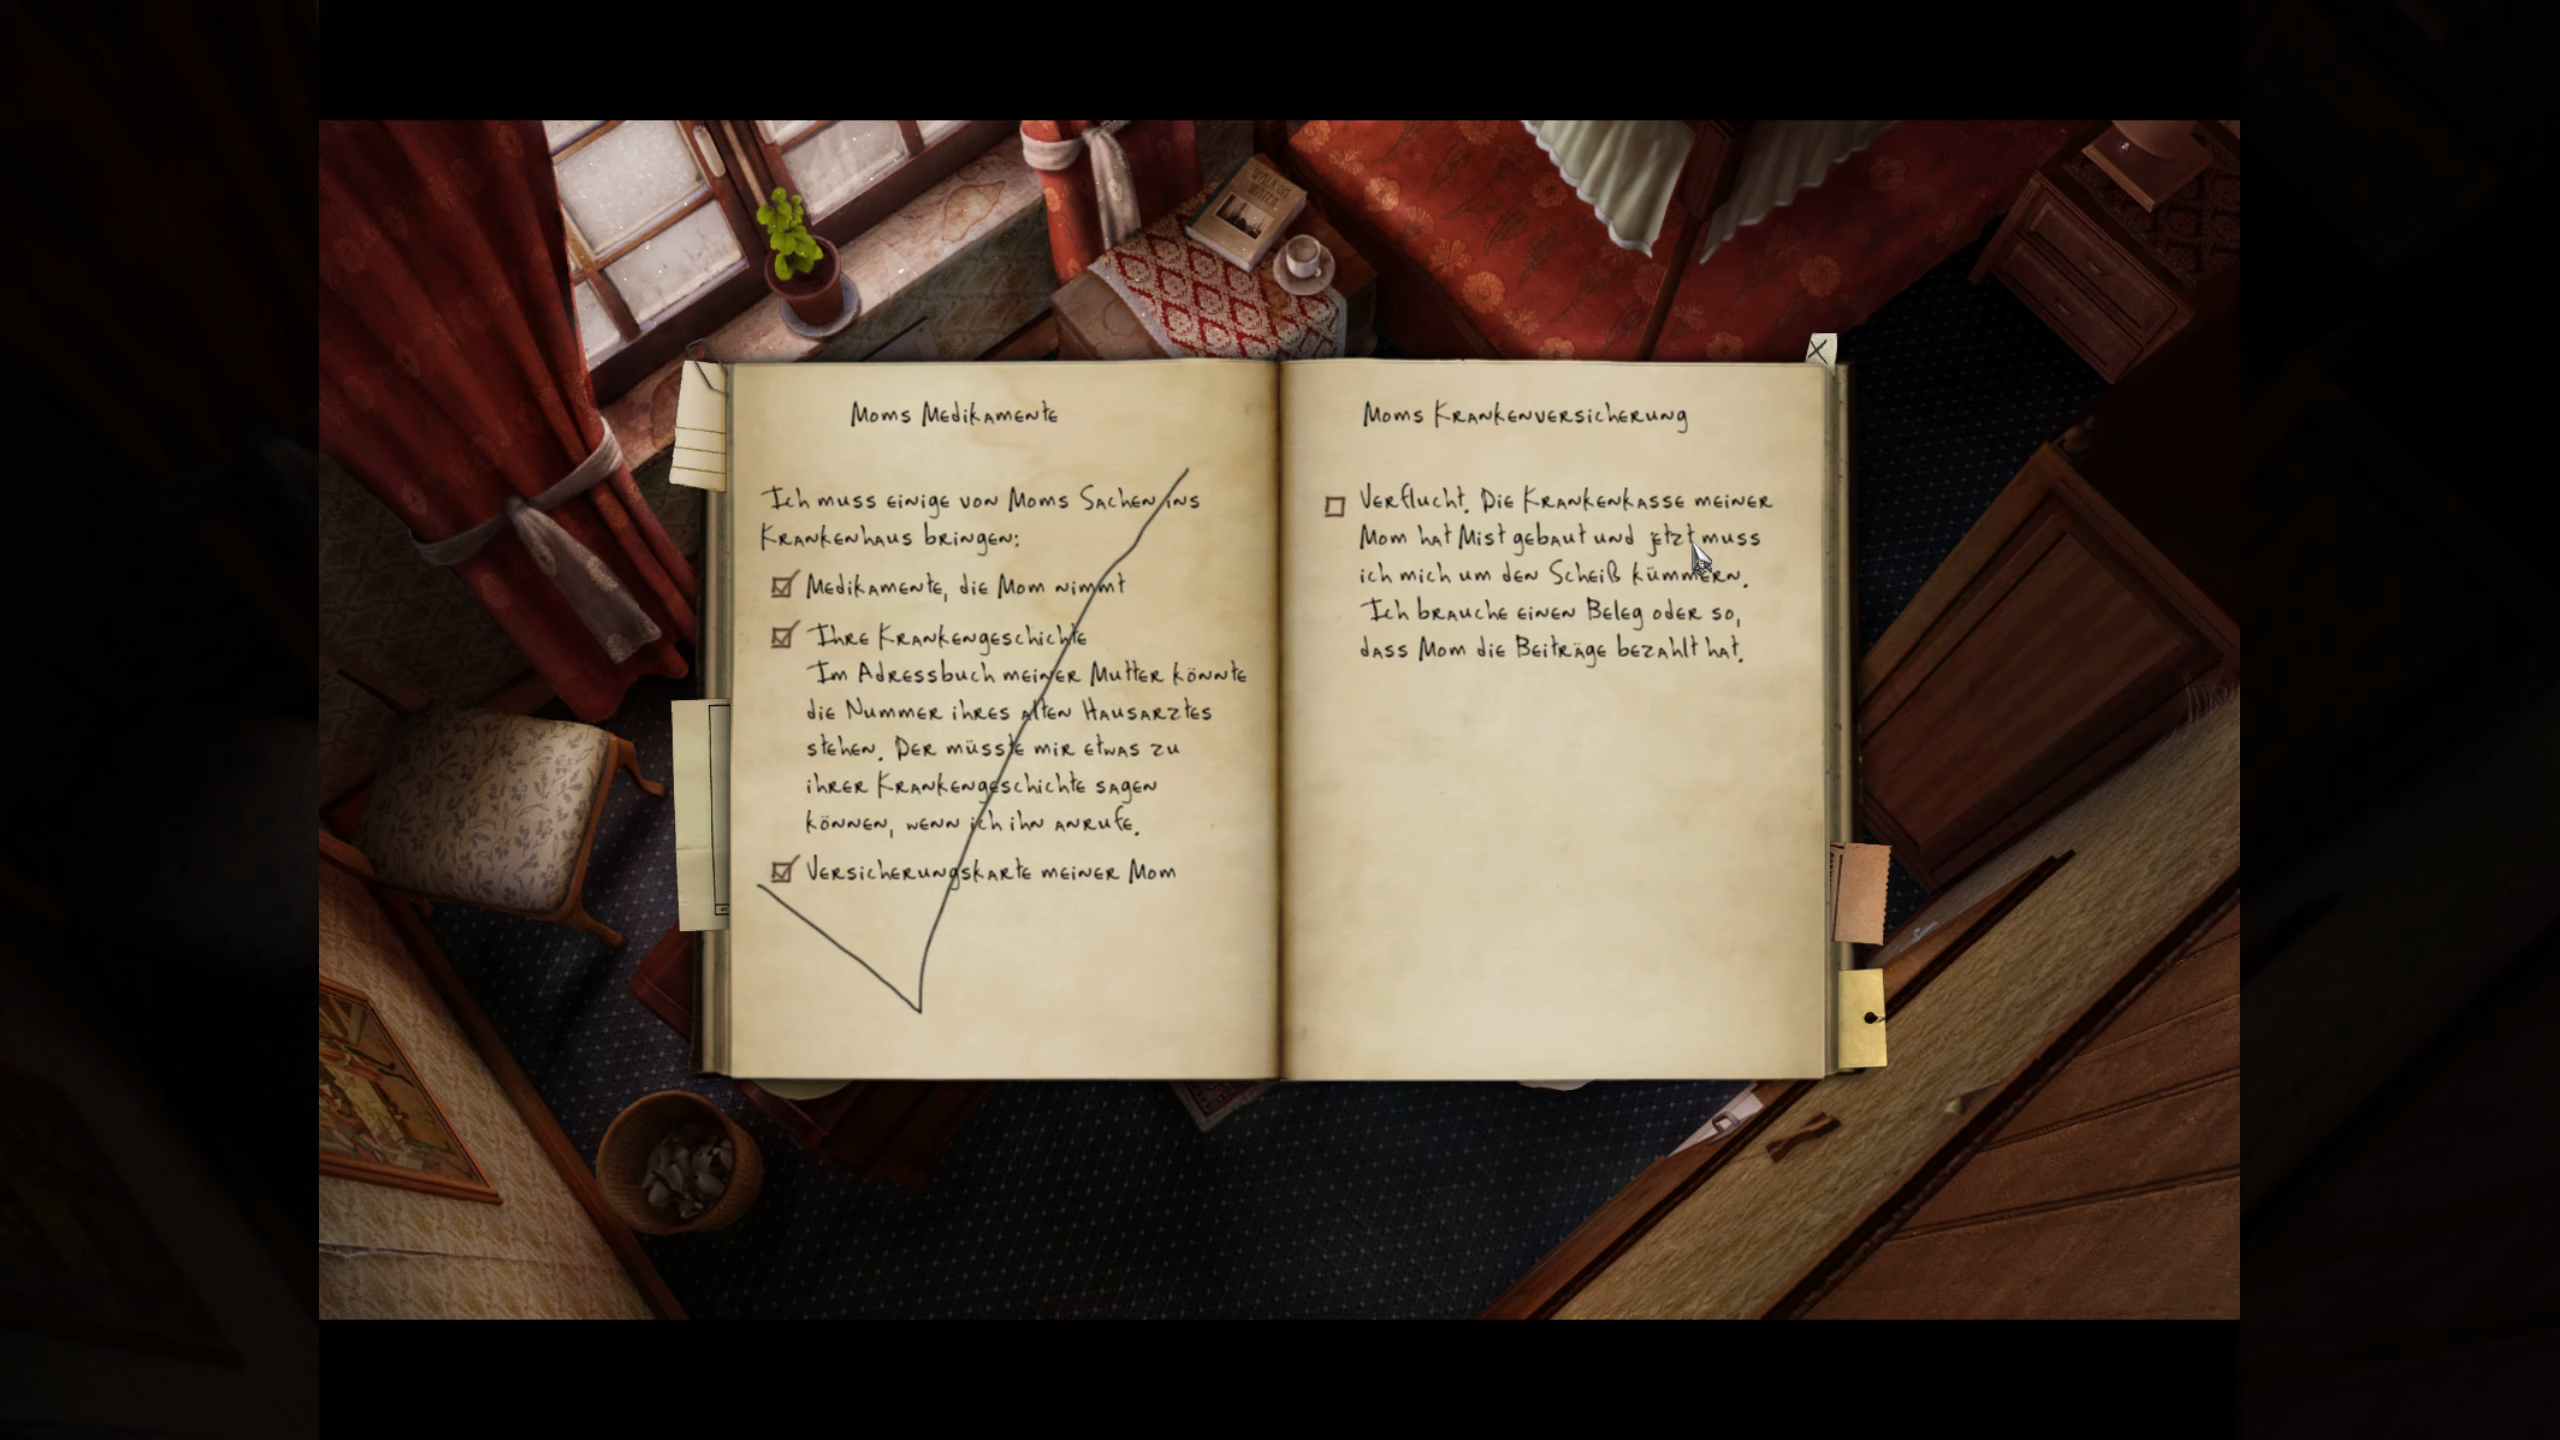 Moms Medikamente
Ich muss einige von Moms Sachen ins
Krankenhaus bringen:
Medikamente, die Mom nimmt
Ihre Krankengeschichte
Im Adressbuch meiner Mutter könnte
die Nummer ihres alten Hausarztes
stehen. Der müsste mir etwas zu
ihrer Krankengeschichte sagen
können, wenn ich ihn anrufe.
Versicherungskarte meiner Mom
Moms Krankenversicherung
Verflucht. Die Krankenkasse meiner
Mom hat Mist gebaut und jetzt muss
ich mich um den Scheiß kümmern.
Ich brauche einen Beleg oder so,
dass Mom die Beiträge bezahlt hat.